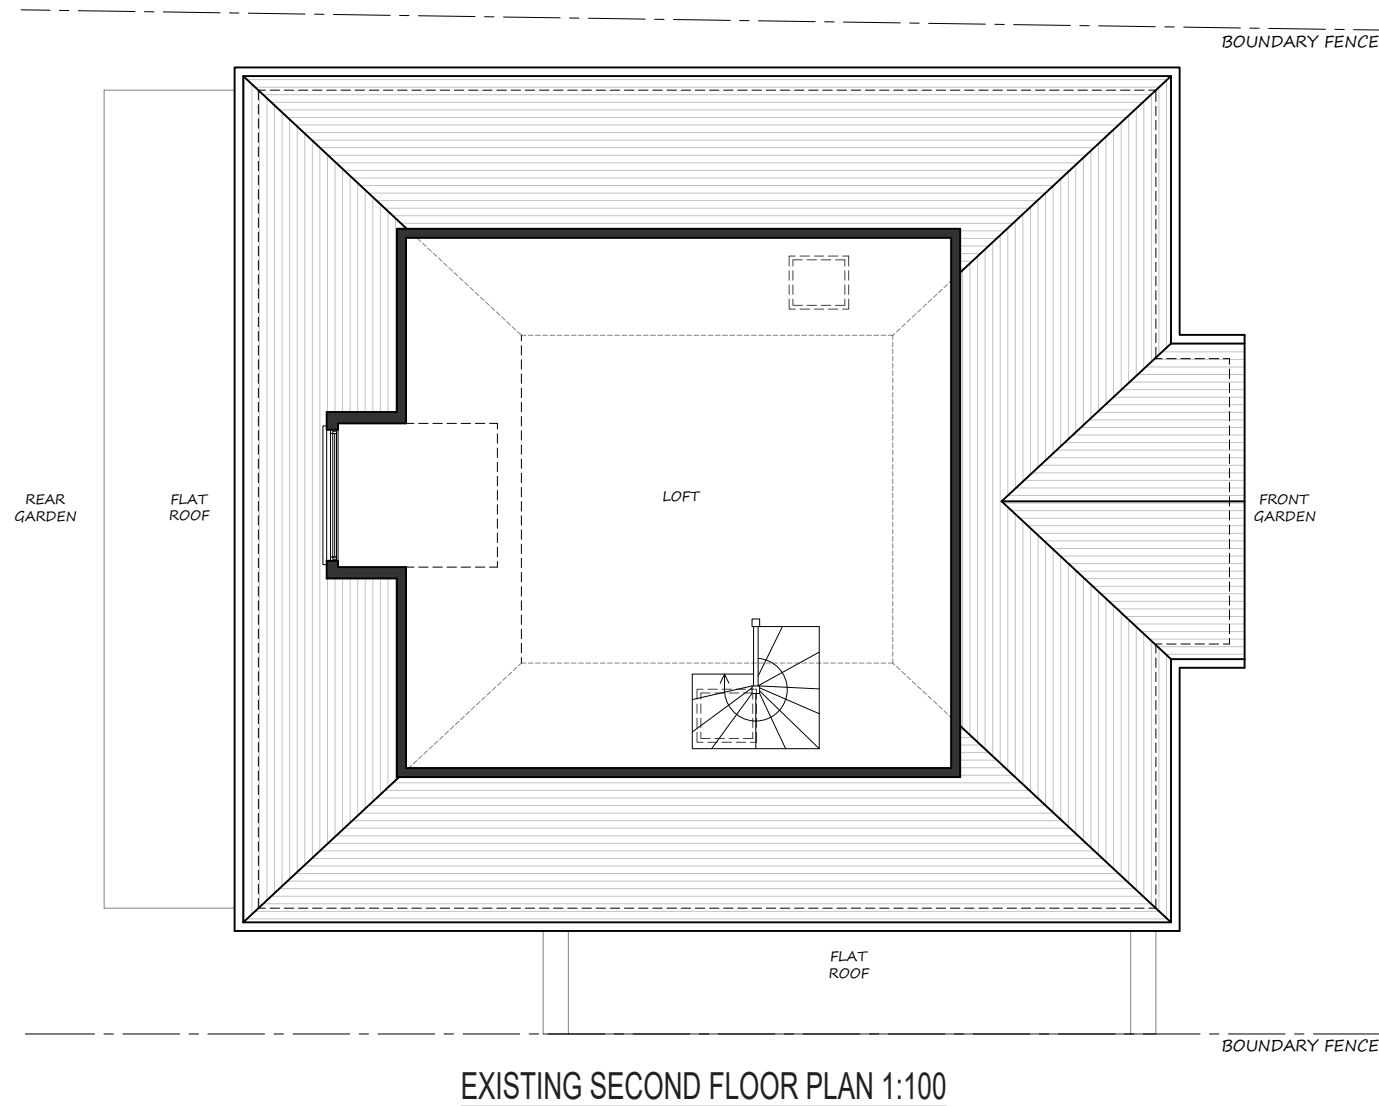 BOUNDARY FENCE
REAR
GARDEN
FLAT
ROOF
LOFT
FRONT
GARDEN
FLAT
ROOF
BOUNDARY FENCE
EXISTING SECOND FLOOR PLAN 1:100